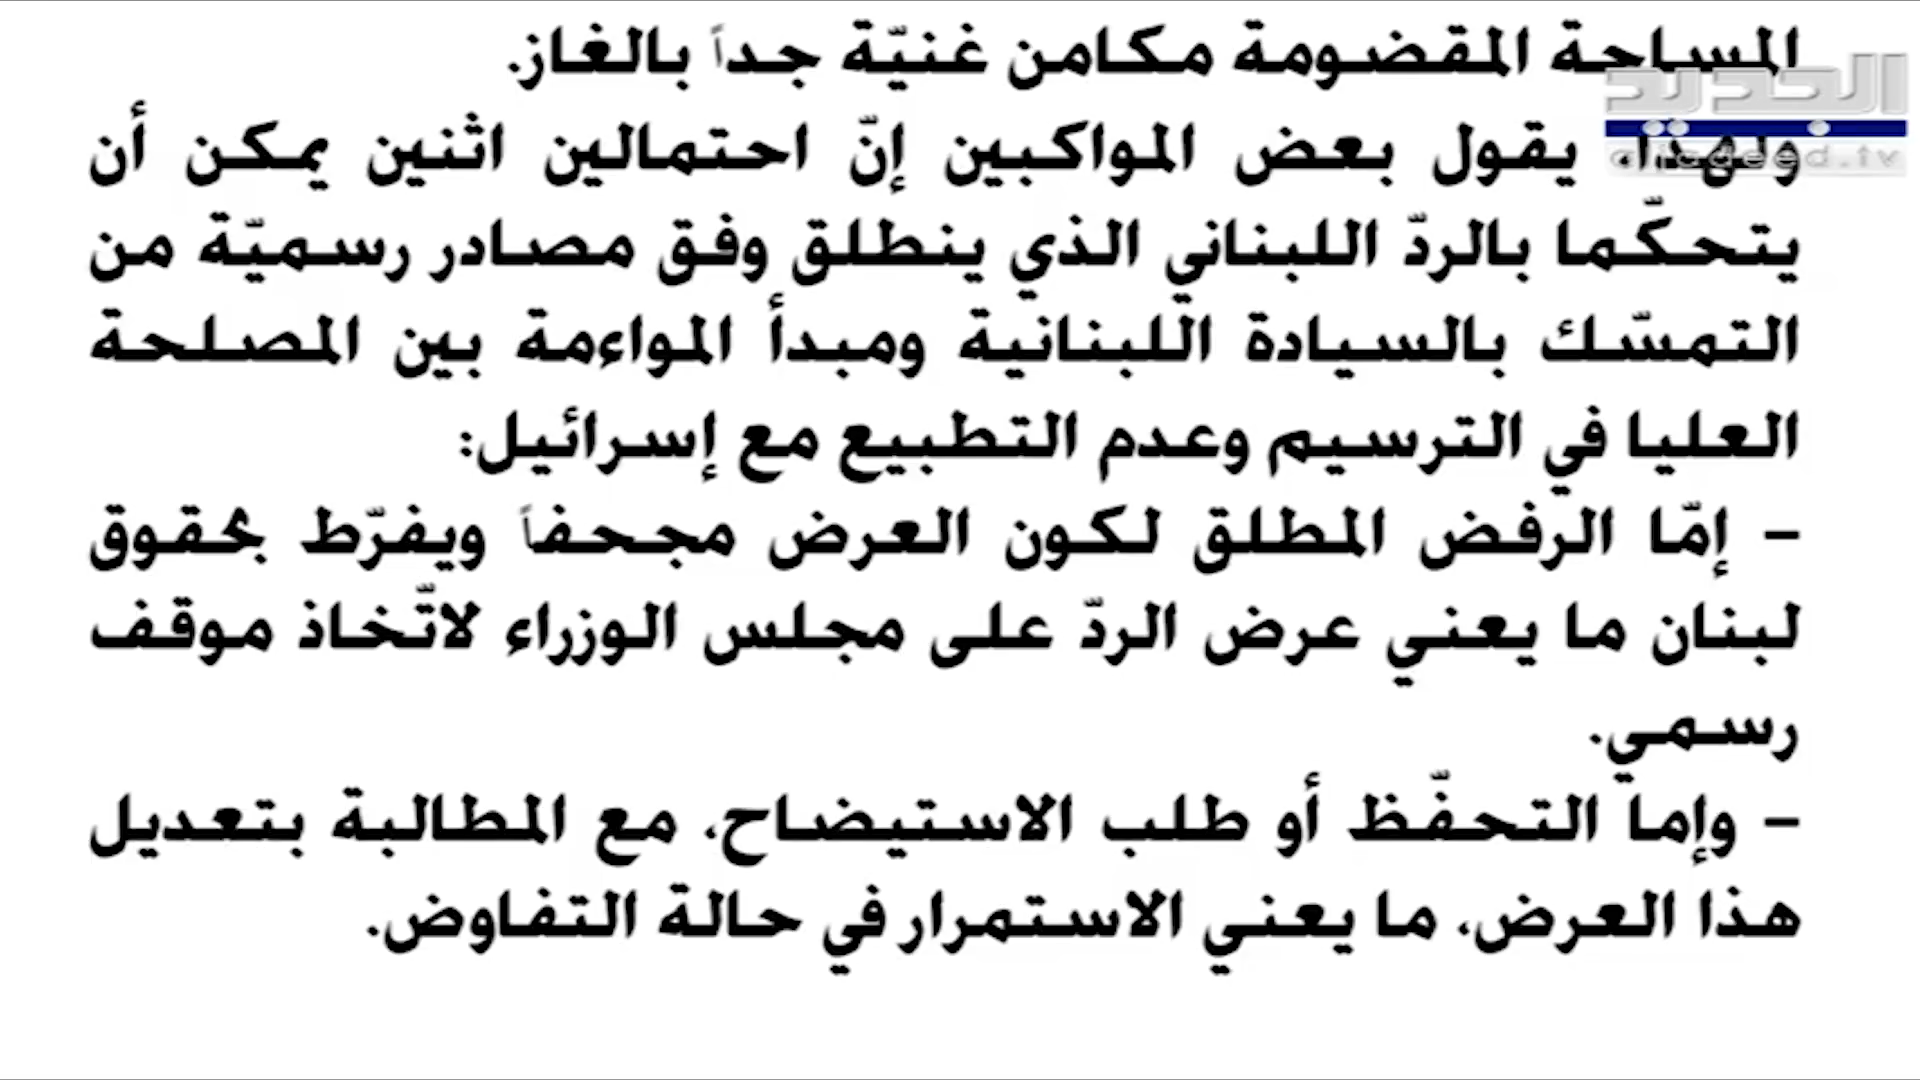 المساحة المقضومة مكامن غنيّة جداً بالغاز.
الجديد
aljadeed.tv
ولهذا يقول بعض المواكبين إنّ احتمالين اثنين يمكن أن
يتحكّما بالردّ اللبناني الذي ينطلق وفق مصادر رسميّة من
التمسّك بالسيادة اللبنانية ومبدأ المواءمة بين المصلحة
العليا في الترسيم وعدم التطبيع مع إسرائيل:
– إمّا الرفض المطلق لكون العرض مجحفاً ويفرّط بحقوق
لبنان ما يعني عرض الردّ على مجلس الوزراء لاتّخاذ موقف
رسمي.
– وإما التحفّظ أو طلب الاستيضاح، مع المطالبة بتعديل
هذا العرض، ما يعني الاستمرار في حالة التفاوض.